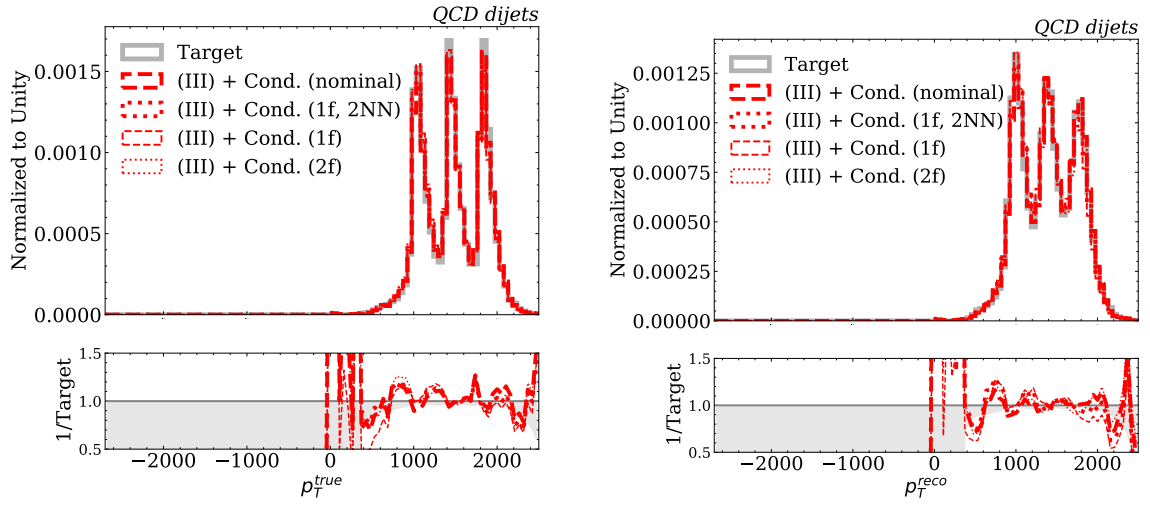 QCD dijets
Normalized to Unity
0.0015
0.0010
0.0005
0.0000
Target
(III) + Cond. (nominal)
(III) + Cond. (1f, 2NN)
(III) + Cond. (1f)
(III) + Cond. (2f)
1/Target
1.5
1.0
0.5
−2000 −1000 0 1000 2000
p_T^{true}
QCD dijets
Normalized to Unity
0.00125
0.00100
0.00075
0.00050
0.00025
0.00000
Target
(III) + Cond. (nominal)
(III) + Cond. (1f, 2NN)
(III) + Cond. (1f)
(III) + Cond. (2f)
1/Target
1.5
1.0
0.5
−2000 −1000 0 1000 2000
p_T^{reco}